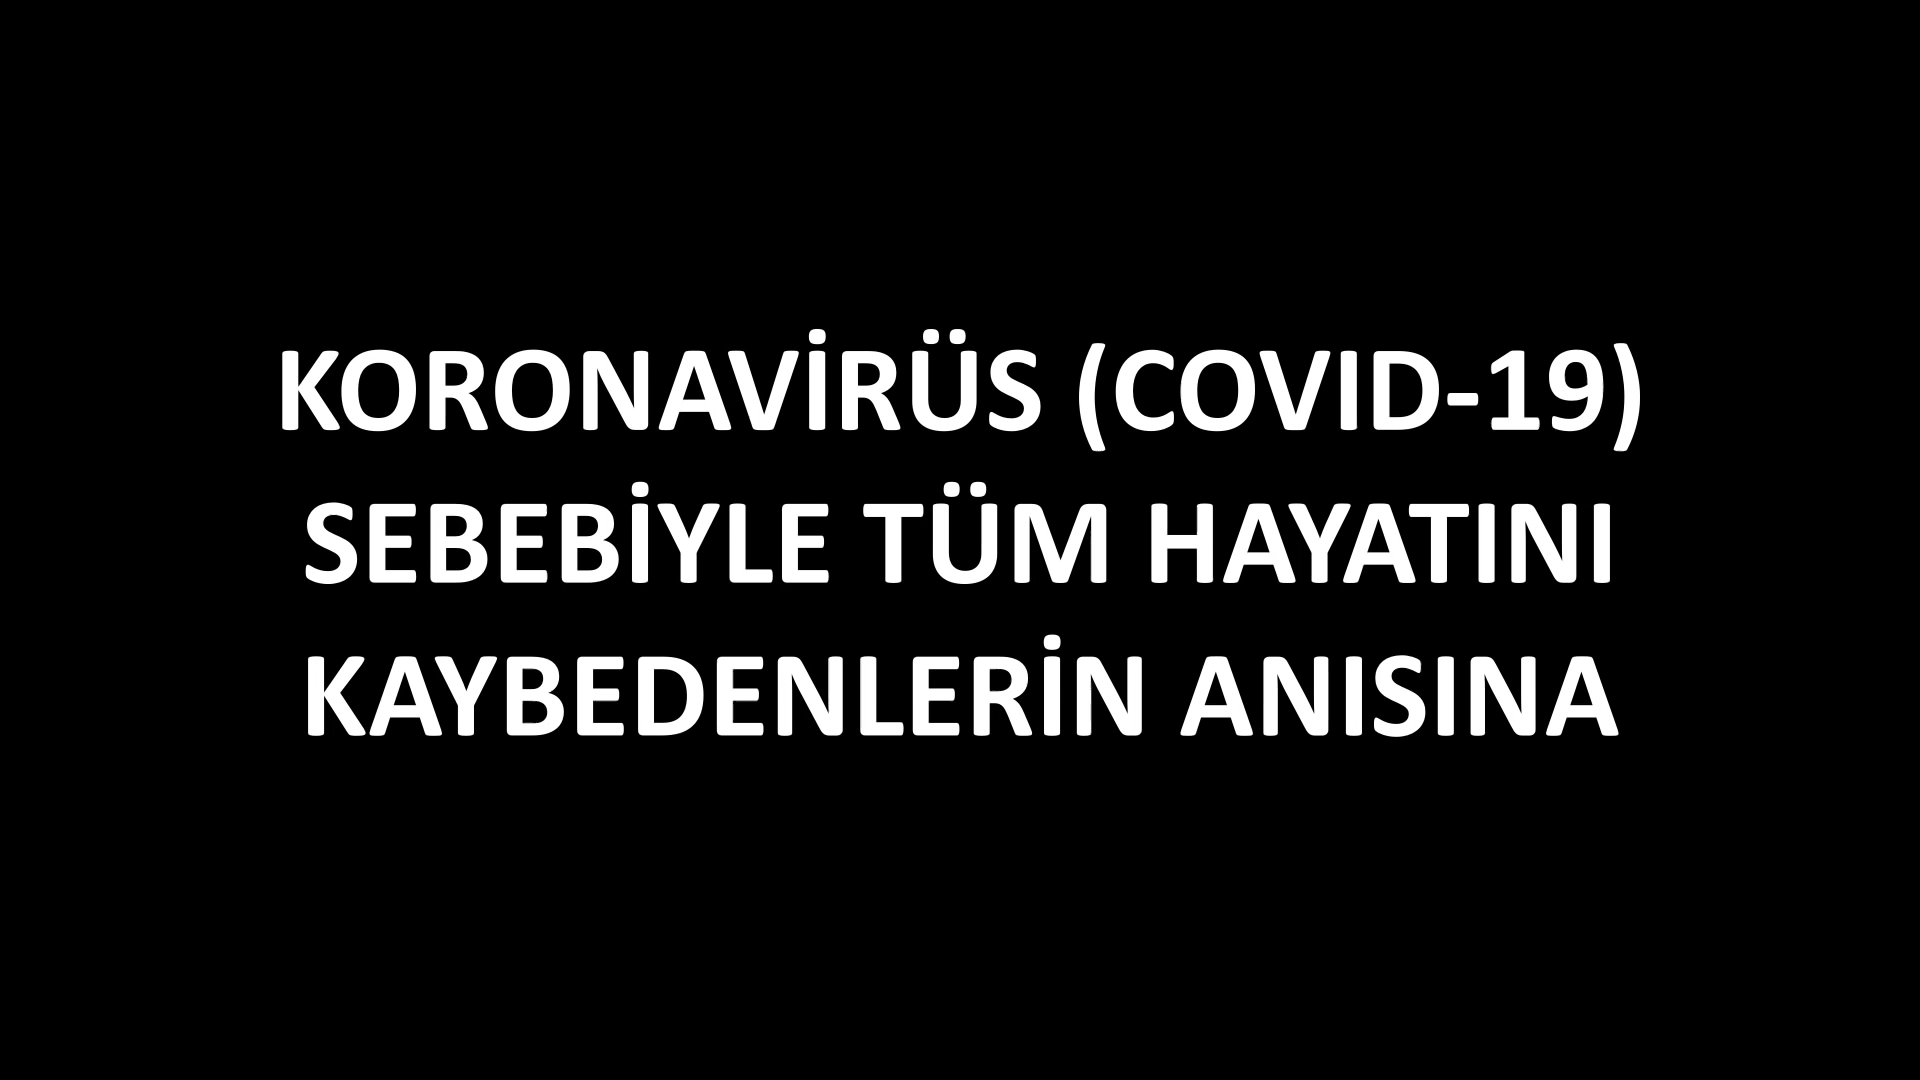 KORONAVİRÜS (COVID-19)
SEBEBİYLE TÜM HAYATINI
KAYBEDENLERİN ANISINA